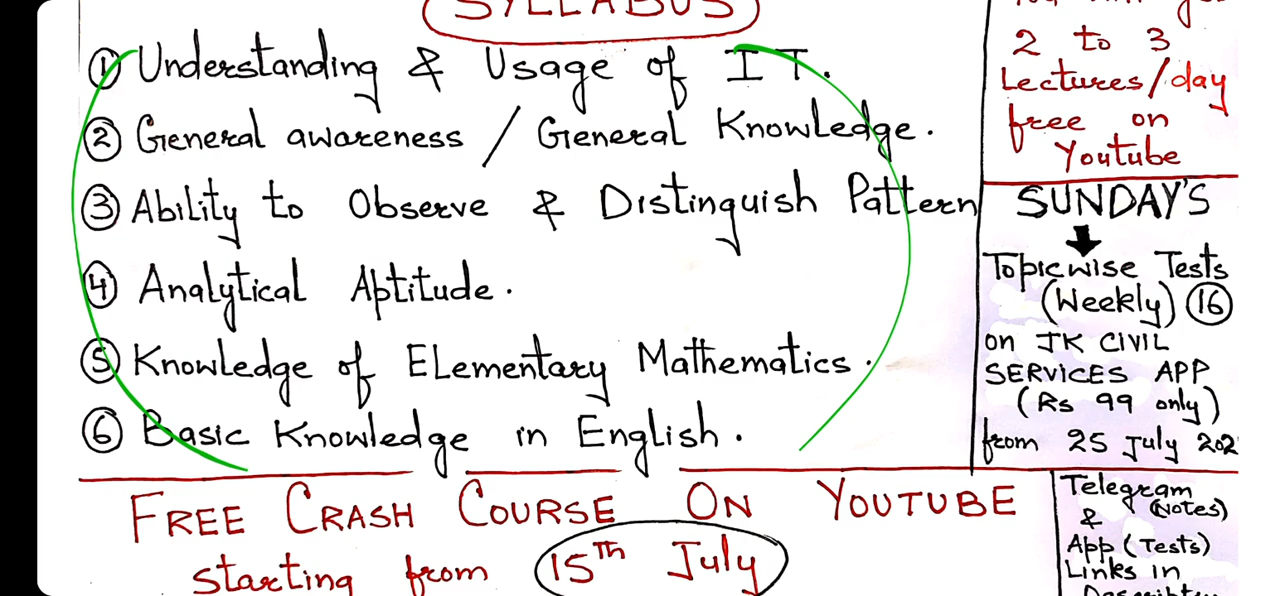 SYLLABUS
① Understanding & Usage of IT.
② General awareness / General Knowledge.
③ Ability to Observe & Distinguish Pattern
④ Analytical Aptitude.
⑤ Knowledge of ELementary Mathematics.
⑥ Basic Knowledge in English.
FREE CRASH COURSE ON YOUTUBE
starting from 15Th July
2 to 3
Lectures/day
free on
Youtube
SUNDAY'S
Topicwise Tests
(Weekly) ⑯
on JK CIVIL
SERVICES APP
(Rs 99 only)
from 25 July 202
Telegram
& (Notes)
App (Tests)
Links in